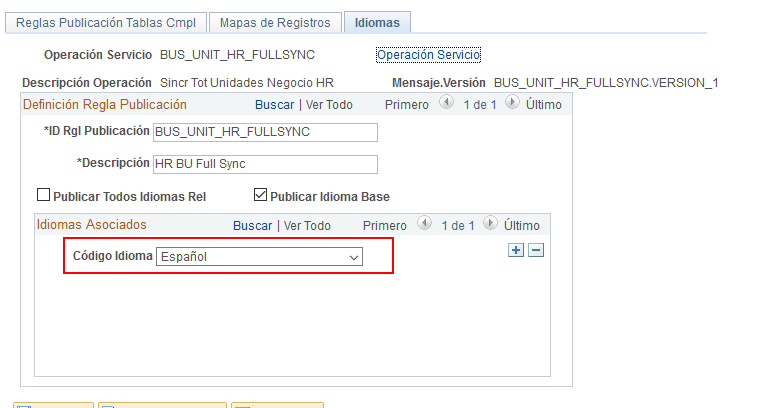 Reglas Publicación Tablas Cmpl Mapas de Registros Idiomas
Operación Servicio BUS_UNIT_HR_FULLSYNC Operación Servicio
Descripción Operación Sincr Tot Unidades Negocio HR Mensaje.Versión BUS_UNIT_HR_FULLSYNC.VERSION_1
Definición Regla Publicación Buscar | Ver Todo Primero 1 de 1 Último
*ID Rgl Publicación BUS_UNIT_HR_FULLSYNC
*Descripción HR BU Full Sync
Publicar Todos Idiomas Rel Publicar Idioma Base
Idiomas Asociados Buscar | Ver Todo Primero 1 de 1 Último
Código Idioma Español